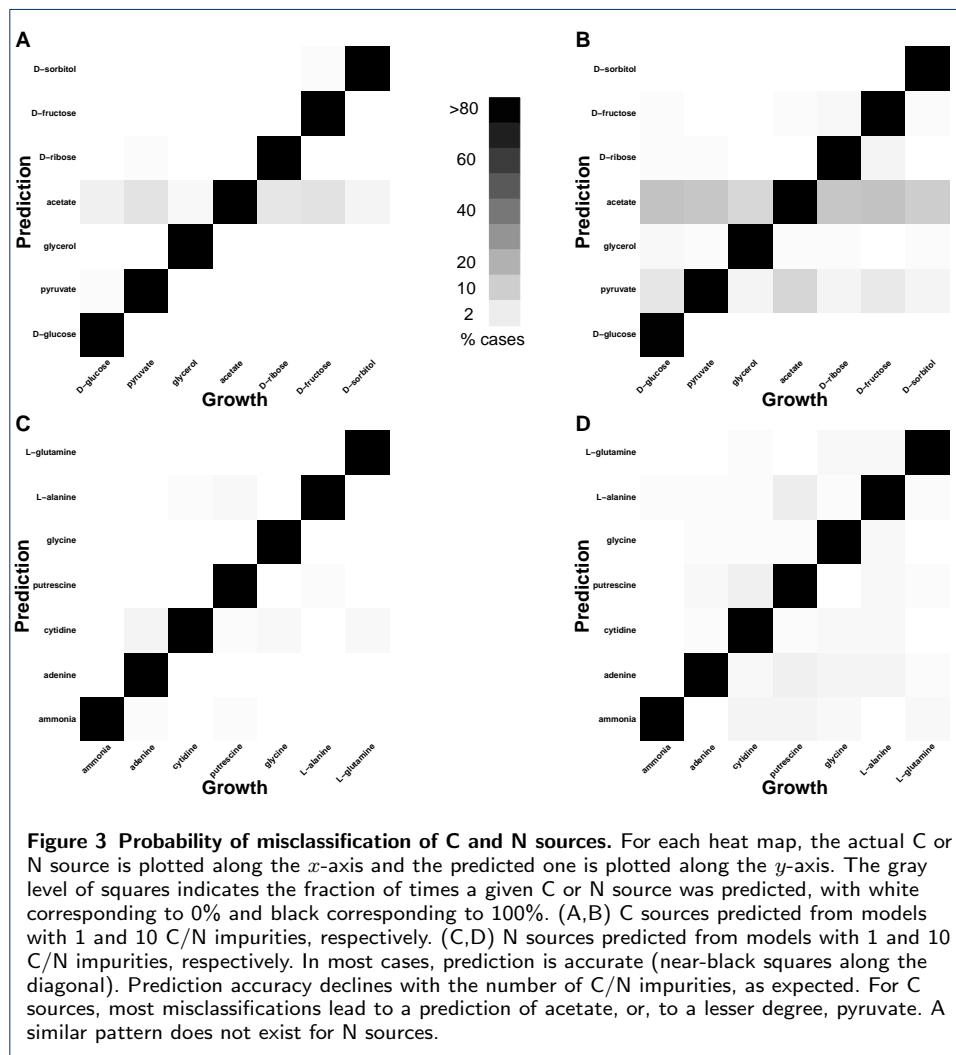 A
D−sorbitol
D−fructose
D−ribose
acetate
glycerol
pyruvate
D−glucose
Prediction
D−glucose
pyruvate
glycerol
acetate
D−ribose
D−fructose
D−sorbitol
Growth
>80
60
40
20
10
2
% cases
B
D−sorbitol
D−fructose
D−ribose
acetate
glycerol
pyruvate
D−glucose
Prediction
D−glucose
pyruvate
glycerol
acetate
D−ribose
D−fructose
D−sorbitol
Growth
C
L−glutamine
L−alanine
glycine
putrescine
cytidine
adenine
ammonia
Prediction
ammonia
adenine
cytidine
putrescine
glycine
L−alanine
L−glutamine
Growth
D
L−glutamine
L−alanine
glycine
putrescine
cytidine
adenine
ammonia
Prediction
ammonia
adenine
cytidine
putrescine
glycine
L−alanine
L−glutamine
Growth
Figure 3 Probability of misclassification of C and N sources. For each heat map, the actual C or
N source is plotted along the x-axis and the predicted one is plotted along the y-axis. The gray
level of squares indicates the fraction of times a given C or N source was predicted, with white
corresponding to 0% and black corresponding to 100%. (A,B) C sources predicted from models
with 1 and 10 C/N impurities, respectively. (C,D) N sources predicted from models with 1 and 10
C/N impurities, respectively. In most cases, prediction is accurate (near-black squares along the
diagonal). Prediction accuracy declines with the number of C/N impurities, as expected. For C
sources, most misclassifications lead to a prediction of acetate, or, to a lesser degree, pyruvate. A
similar pattern does not exist for N sources.